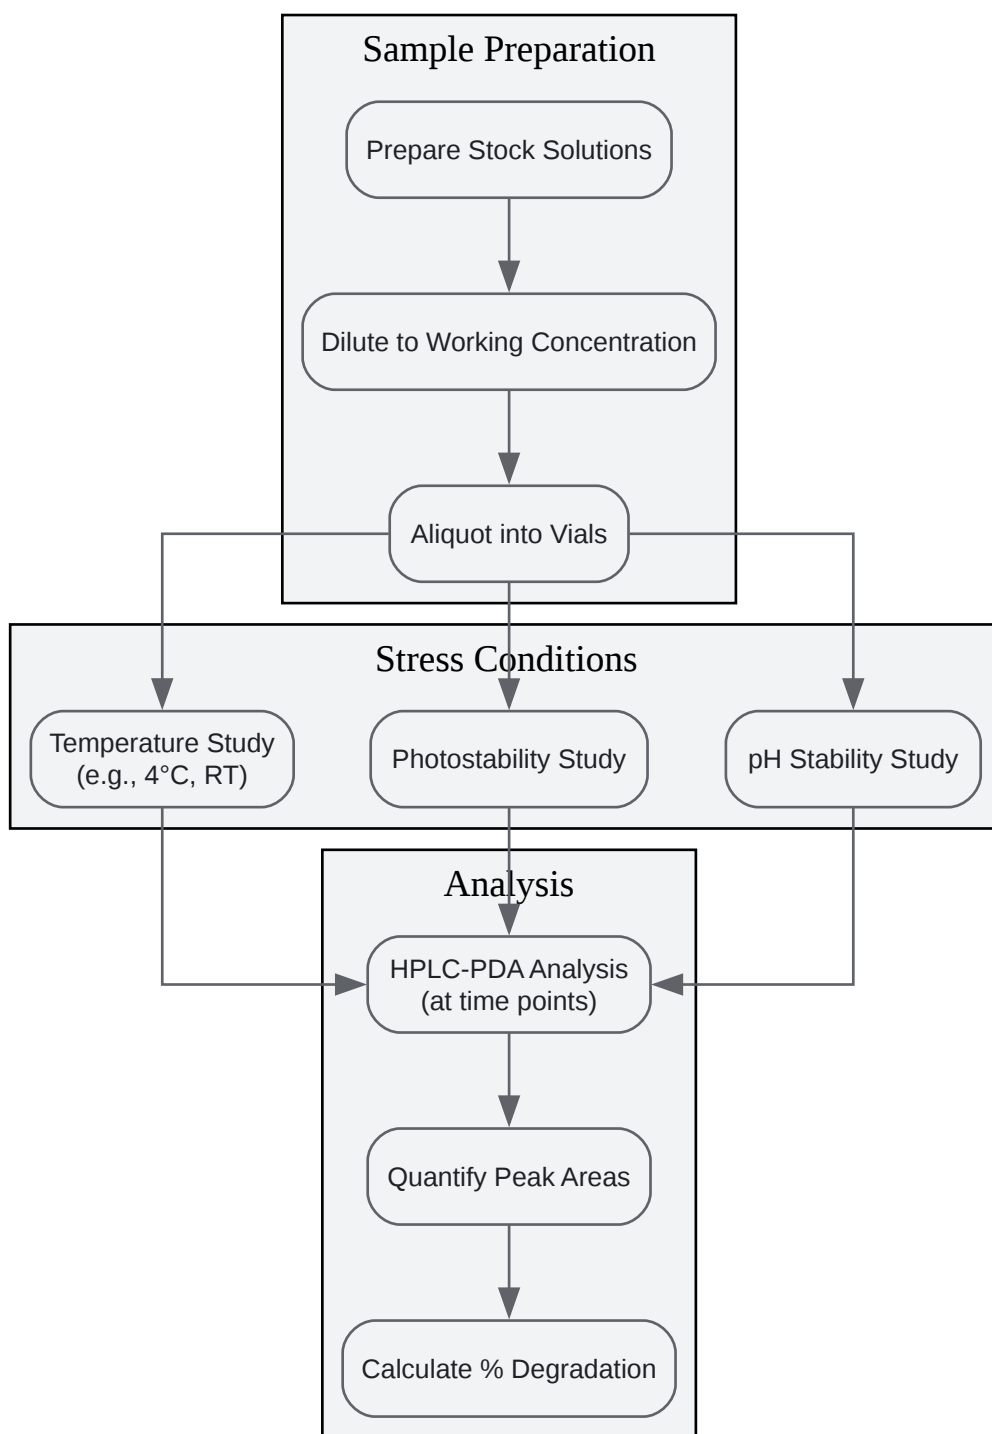 Sample Preparation
Prepare Stock Solutions
Dilute to Working Concentration
Aliquot into Vials
Stress Conditions
Temperature Study
(e.g., 4°C, RT)
Photostability Study
pH Stability Study
Analysis
HPLC-PDA Analysis
(at time points)
Quantify Peak Areas
Calculate % Degradation